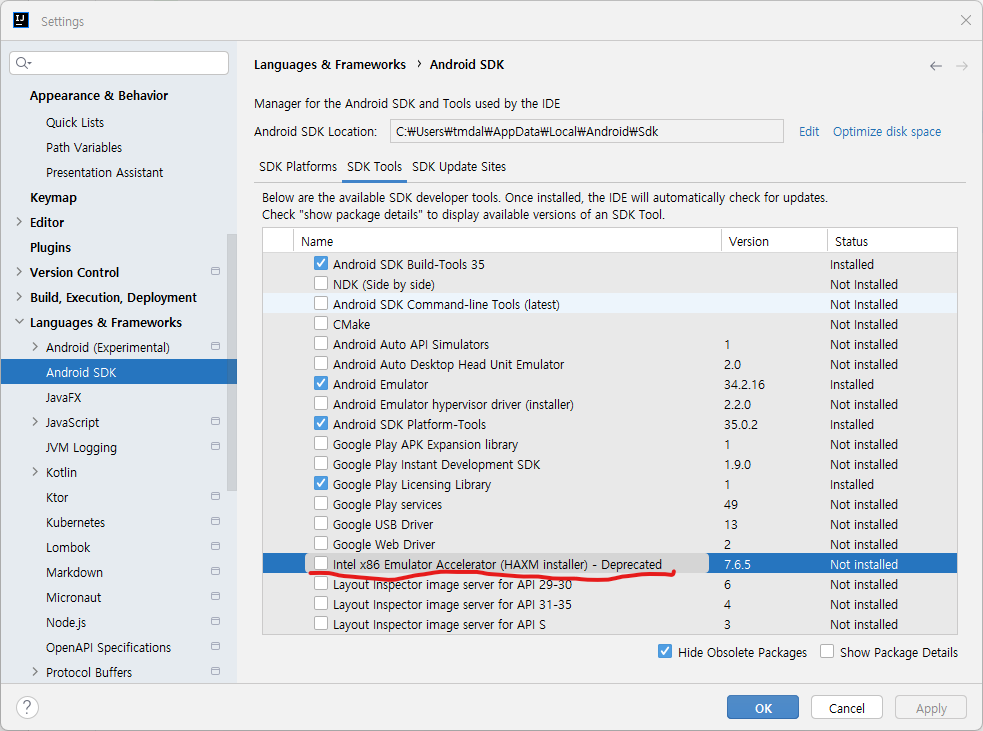 IJ
Settings
Appearance & Behavior
Quick Lists
Path Variables
Presentation Assistant
Keymap
Editor
Plugins
Version Control
Build, Execution, Deployment
Languages & Frameworks
Android (Experimental)
Android SDK
JavaFX
JavaScript
JVM Logging
Kotlin
Ktor
Kubernetes
Lombok
Markdown
Micronaut
Node.js
OpenAPI Specifications
Protocol Buffers
?
Languages & Frameworks › Android SDK
Manager for the Android SDK and Tools used by the IDE
Android SDK Location: C:₩Users₩tmdal₩AppData₩Local₩Android₩Sdk Edit Optimize disk space
SDK Platforms SDK Tools SDK Update Sites
Below are the available SDK developer tools. Once installed, the IDE will automatically check for updates.
Check "show package details" to display available versions of an SDK Tool.
Name Version Status
Android SDK Build-Tools 35 Installed
NDK (Side by side) Not Installed
Android SDK Command-line Tools (latest) Not Installed
CMake Not Installed
Android Auto API Simulators 1 Not installed
Android Auto Desktop Head Unit Emulator 2.0 Not installed
Android Emulator 34.2.16 Installed
Android Emulator hypervisor driver (installer) 2.2.0 Not installed
Android SDK Platform-Tools 35.0.2 Installed
Google Play APK Expansion library 1 Not installed
Google Play Instant Development SDK 1.9.0 Not installed
Google Play Licensing Library 1 Installed
Google Play services 49 Not installed
Google USB Driver 13 Not installed
Google Web Driver 2 Not installed
Intel x86 Emulator Accelerator (HAXM installer) - Deprecated 7.6.5 Not installed
Layout Inspector image server for API 29-30 6 Not installed
Layout Inspector image server for API 31-35 4 Not installed
Layout Inspector image server for API S 3 Not installed
Hide Obsolete Packages Show Package Details
OK Cancel Apply